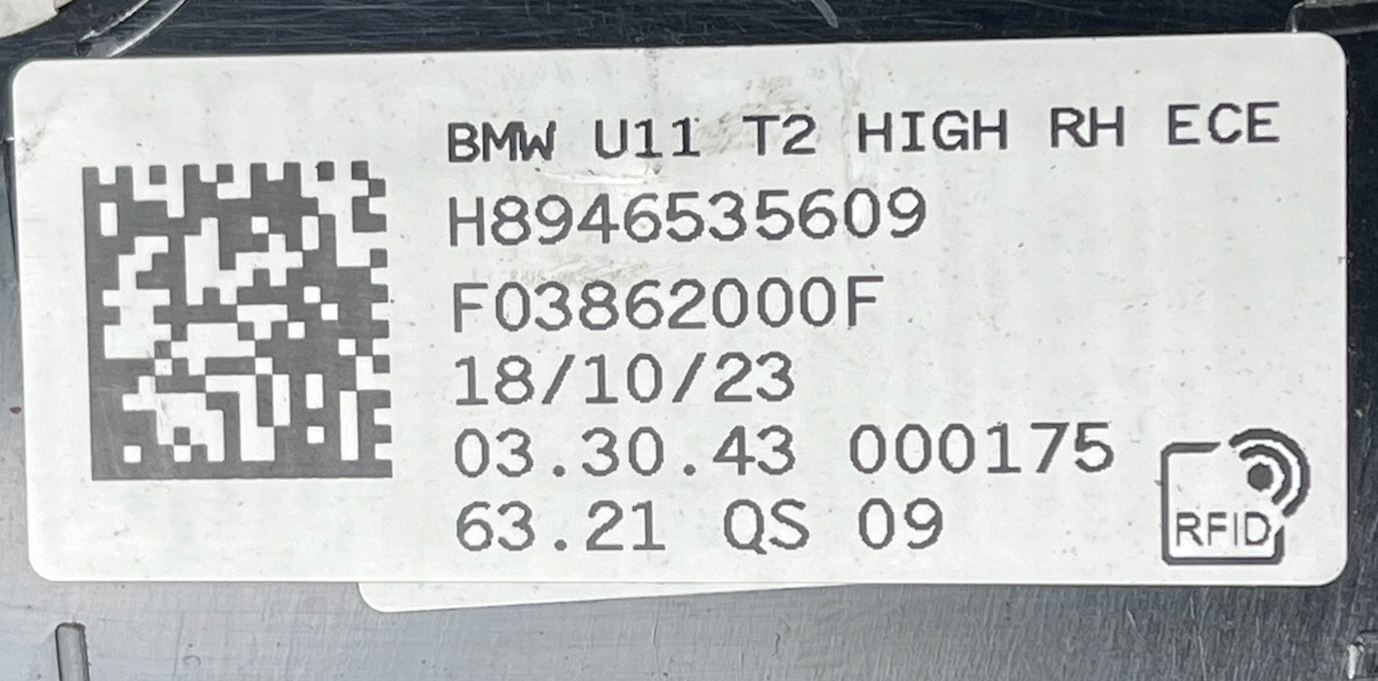 BMW U11 T2 HIGH RH ECE
H8946535609
F03862000F
18/10/23
03.30.43 000175
63.21 QS 09
RFID